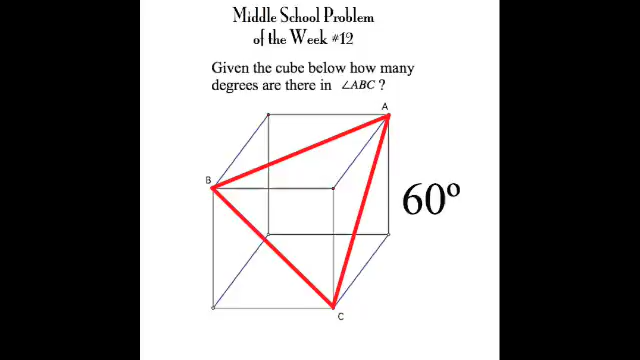 Middle School Problem
of the Week #12
Given the cube below how many
degrees are there in ∠ABC ?
A
B
60º
C